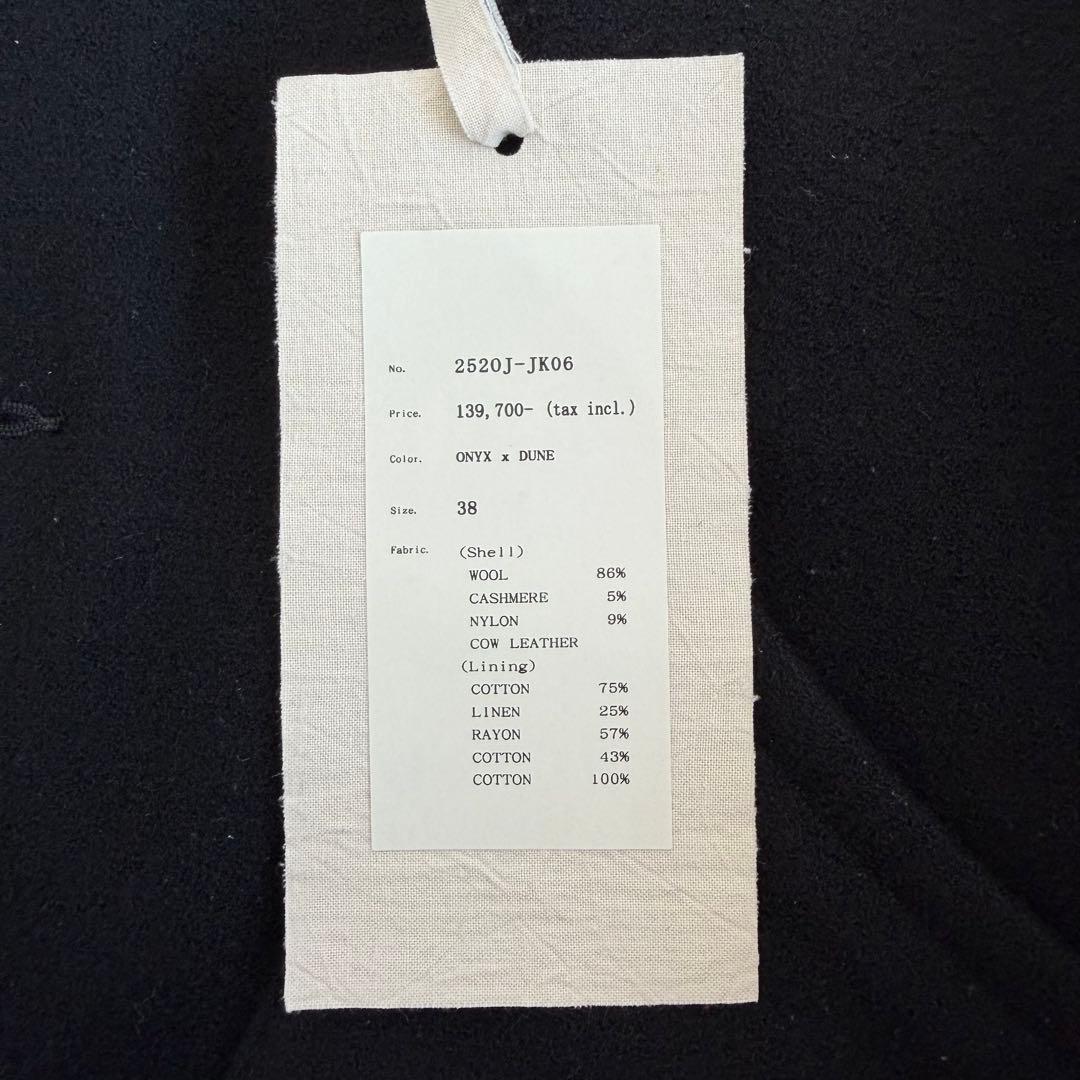 No. 2520J-JK06
Price. 139,700- (tax incl.)
Color. ONYX x DUNE
Size. 38
Fabric. (Shell)
WOOL 86%
CASHMERE 5%
NYLON 9%
COW LEATHER
(Lining)
COTTON 75%
LINEN 25%
RAYON 57%
COTTON 43%
COTTON 100%